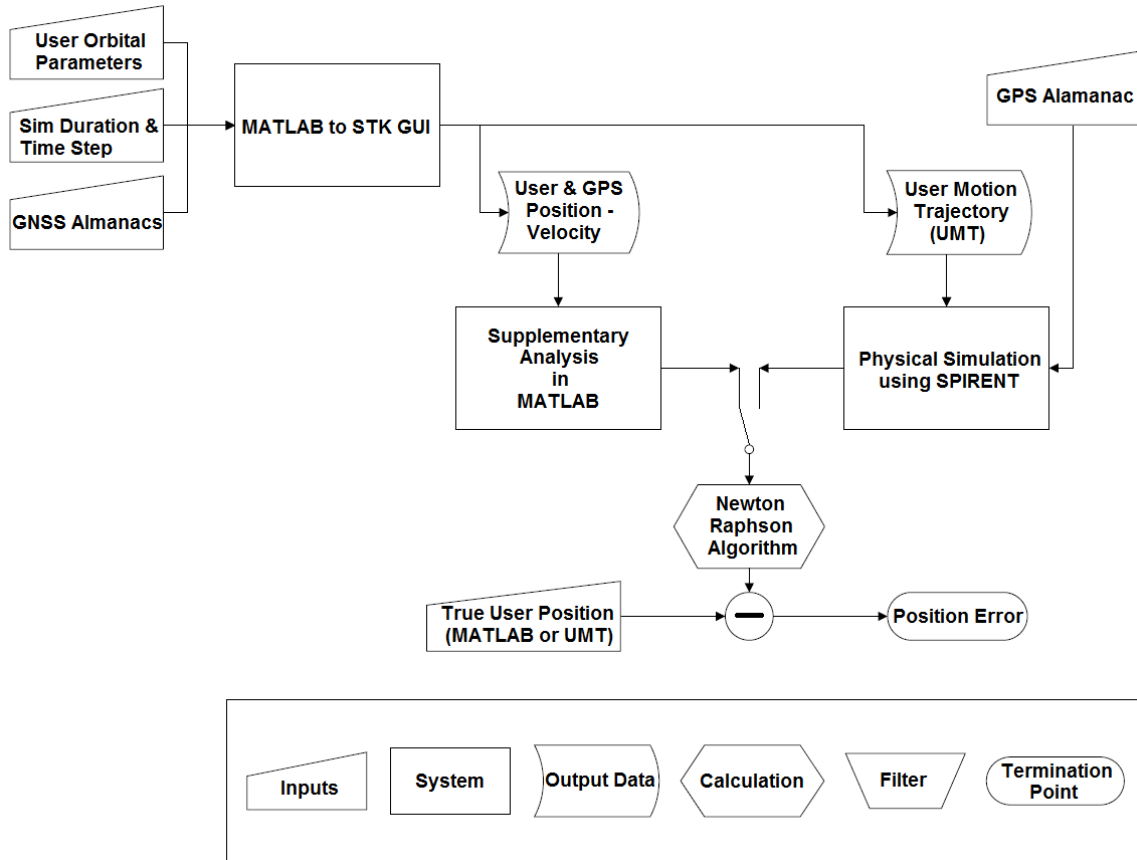 User Orbital
Parameters
Sim Duration &
Time Step
GNSS Almanacs
MATLAB to STK GUI
GPS Alamanac
User & GPS
Position -
Velocity
User Motion
Trajectory
(UMT)
Supplementary
Analysis
in
MATLAB
Physical Simulation
using SPIRENT
Newton
Raphson
Algorithm
True User Position
(MATLAB or UMT)
Position Error
Inputs
System
Output Data
Calculation
Filter
Termination
Point